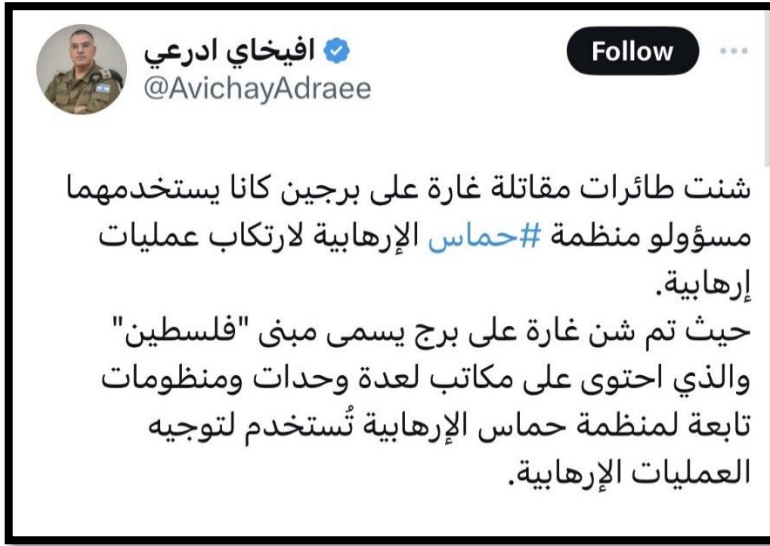 افيخاي ادرعي
@AvichayAdraee
Follow
شنت طائرات مقاتلة غارة على برجين كانا يستخدمهما
مسؤولو منظمة #حماس الإرهابية لارتكاب عمليات
إرهابية.
حيث تم شن غارة على برج يسمى مبنى "فلسطين"
والذي احتوى على مكاتب لعدة وحدات ومنظومات
تابعة لمنظمة حماس الإرهابية تُستخدم لتوجيه
العمليات الإرهابية.